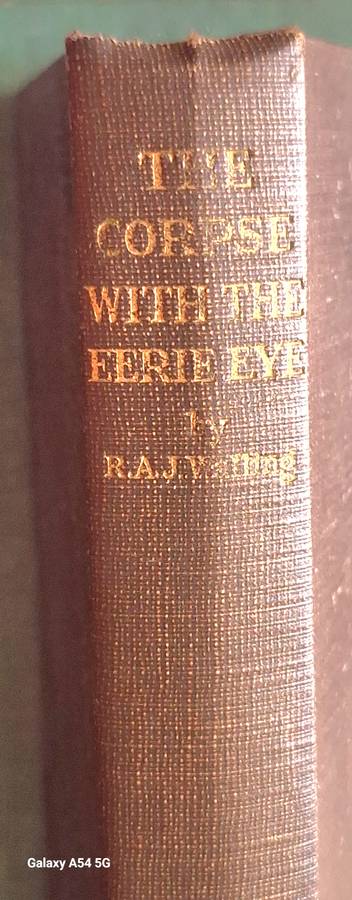 THE
CORPSE
WITH THE
EERIE EYE
by
R.A.J. Walling
Galaxy A54 5G